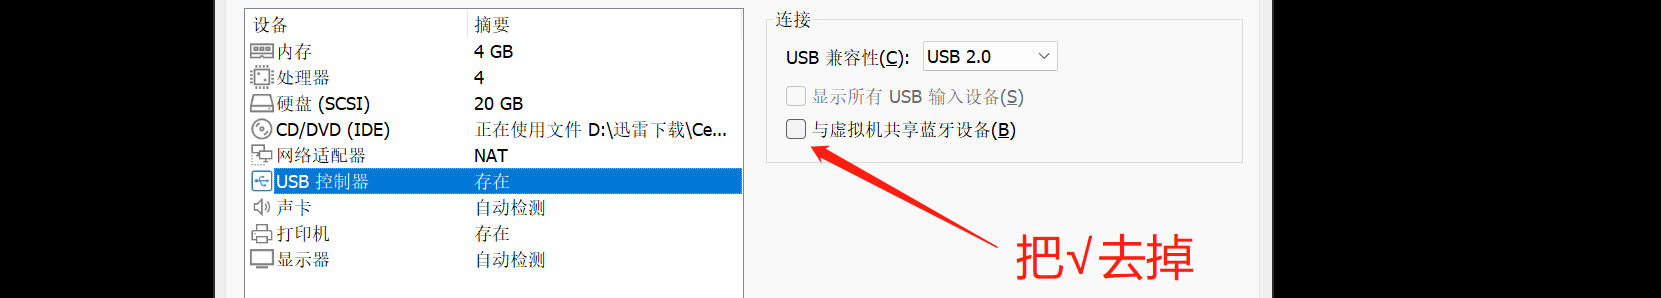 设备 摘要
内存 4 GB
处理器 4
硬盘 (SCSI) 20 GB
CD/DVD (IDE) 正在使用文件 D:\迅雷下载\Ce...
网络适配器 NAT
USB 控制器 存在
声卡 自动检测
打印机 存在
显示器 自动检测
连接
USB 兼容性(C): USB 2.0
显示所有 USB 输入设备(S)
与虚拟机共享蓝牙设备(B)
把√去掉